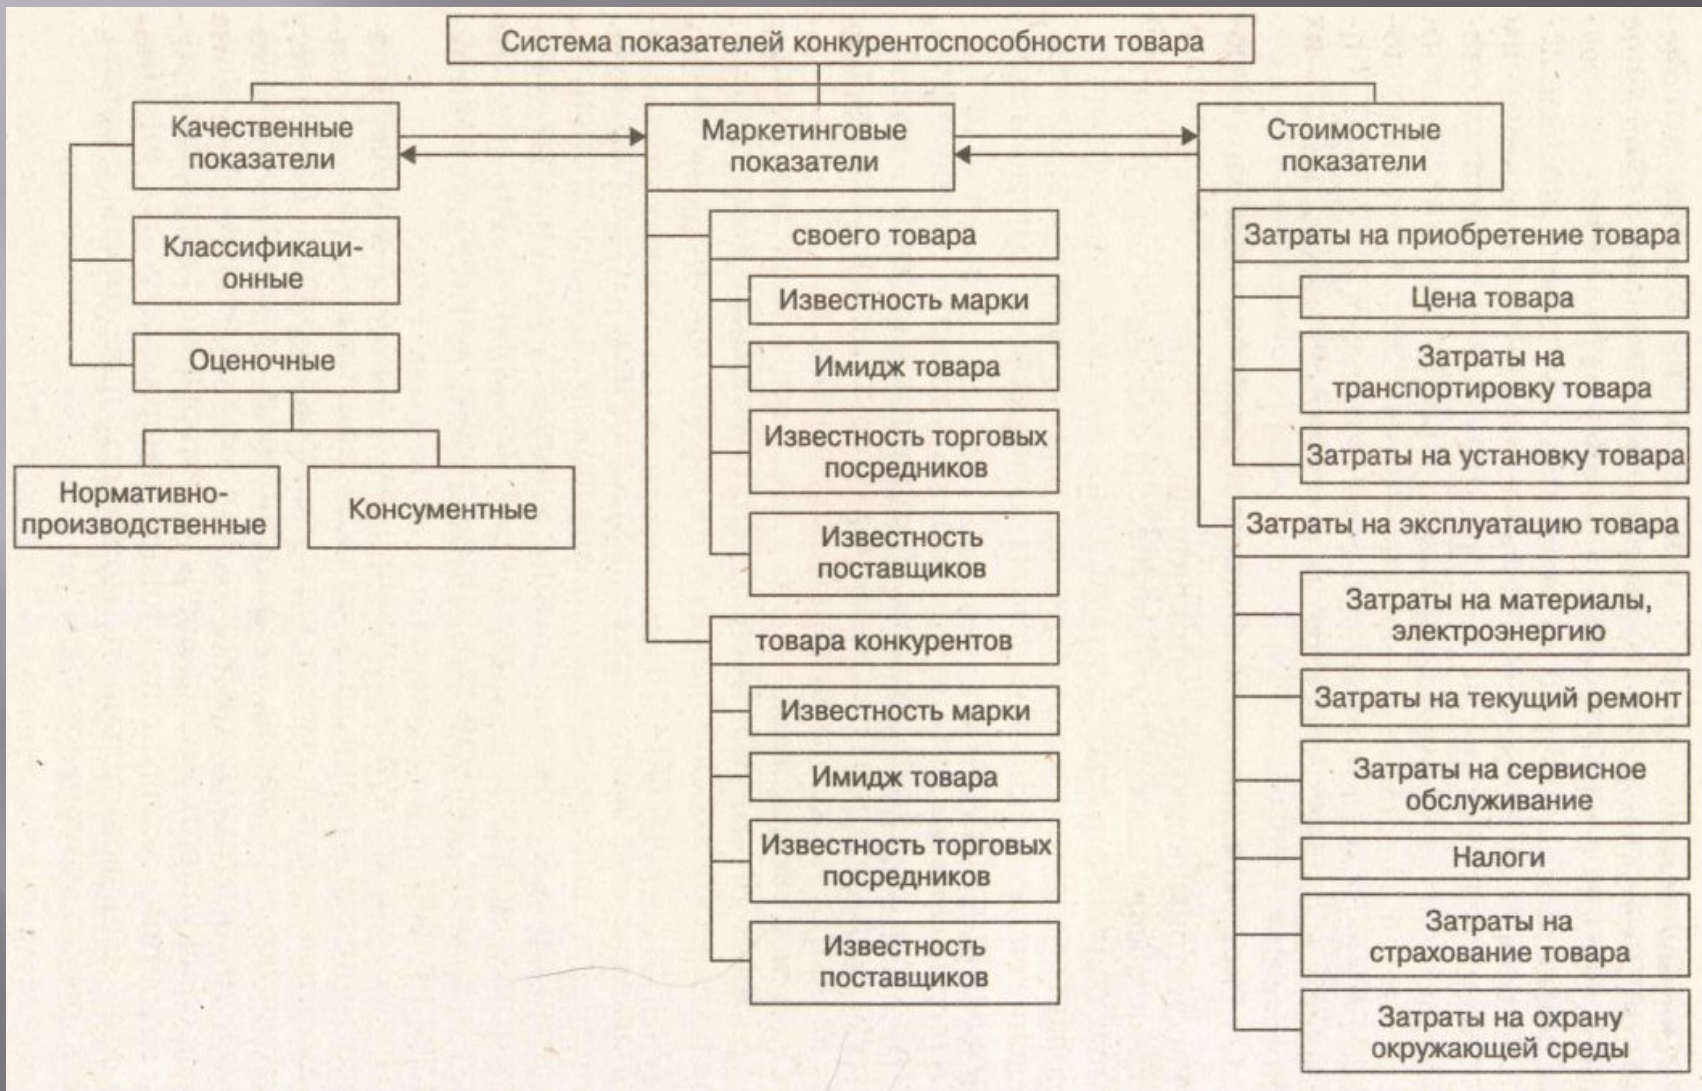 Система показателей конкурентоспособности товара
Качественные
показатели
Классификаци-
онные
Оценочные
Нормативно-
производственные
Консументные
Маркетинговые
показатели
своего товара
Известность марки
Имидж товара
Известность торговых
посредников
Известность
поставщиков
товара конкурентов
Известность марки
Имидж товара
Известность торговых
посредников
Известность
поставщиков
Стоимостные
показатели
Затраты на приобретение товара
Цена товара
Затраты на
транспортировку товара
Затраты на установку товара
Затраты на эксплуатацию товара
Затраты на материалы,
электроэнергию
Затраты на текущий ремонт
Затраты на сервисное
обслуживание
Налоги
Затраты на
страхование товара
Затраты на охрану
окружающей среды